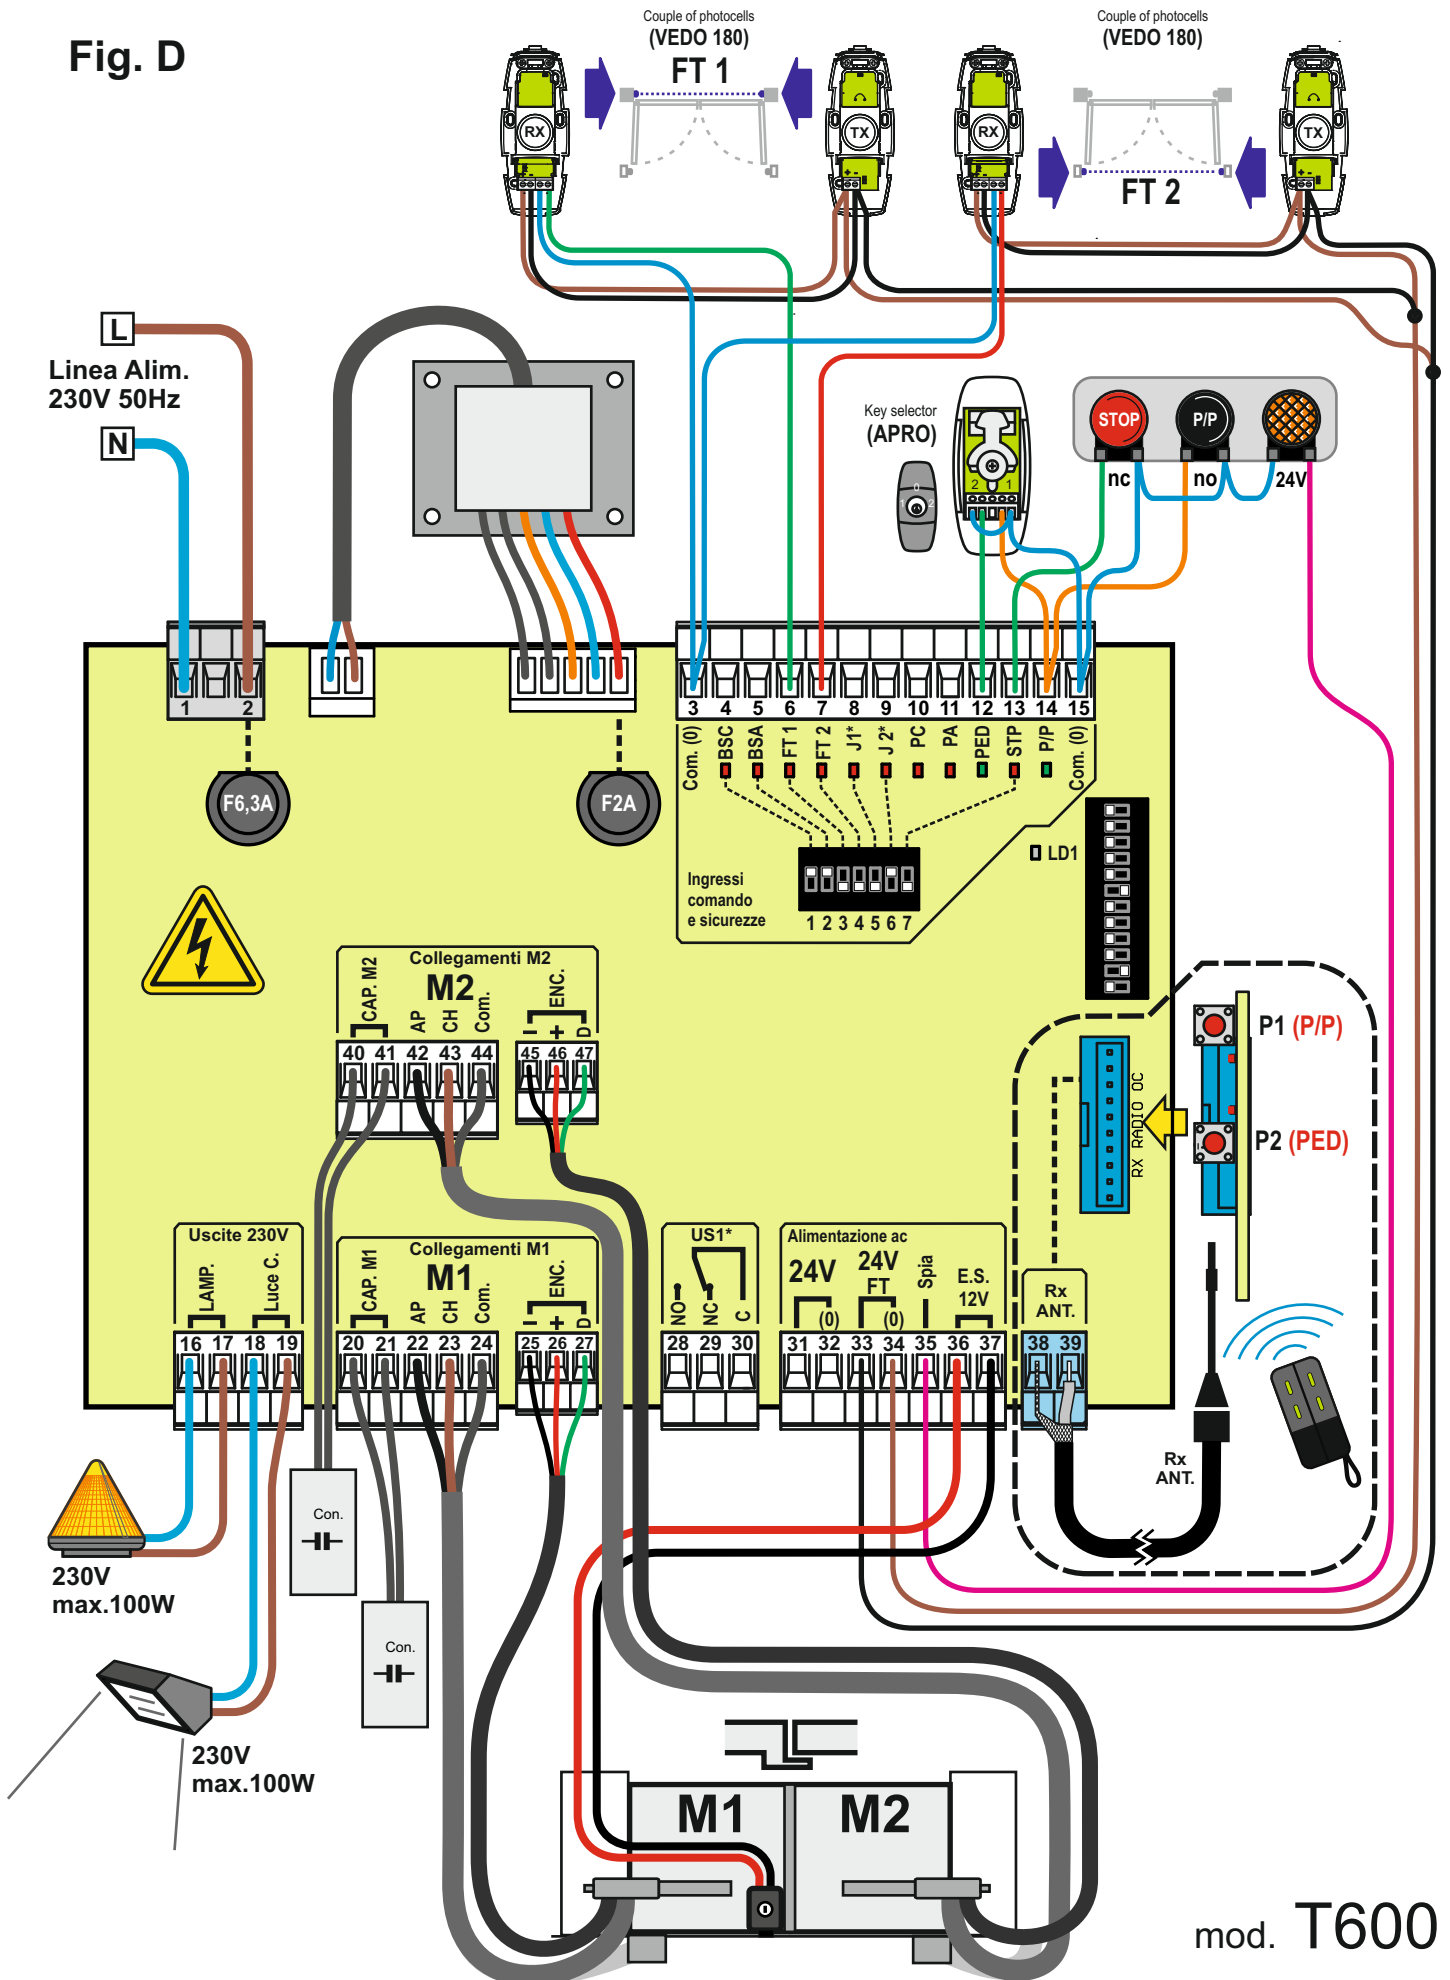 Fig. D
Couple of photocells
(VEDO 180)
FT 1
Couple of photocells
(VEDO 180)
FT 2
RX
TX
RX
TX
L
Linea Alim.
230V 50Hz
N
Key selector
(APRO)
2 1
0
1 2
STOP
P/P
nc
no
24V
1 2
3 4 5 6 7 8 9 10 11 12 13 14 15
Com. (0)
BSC
BSA
FT 1
FT 2
J1*
J 2*
PC
PA
PED
STP
P/P
Com. (0)
F6,3A
F2A
LD1
Ingressi
comando
e sicurezze
1 2 3 4 5 6 7
Collegamenti M2
M2
CAP. M2
AP
CH
Com.
ENC.
- + D
40 41 42 43 44
45 46 47
P1 (P/P)
P2 (PED)
RX RADIO OC
Uscite 230V
LAMP.
Luce C.
16 17 18 19
Collegamenti M1
M1
CAP. M1
AP
CH
Com.
ENC.
- + D
20 21 22 23 24
25 26 27
US1*
NO
NC
C
28 29 30
Alimentazione ac
24V
(0)
24V
FT
(0)
Spia
E.S.
12V
31 32 33 34 35 36 37
Rx
ANT.
38 39
Rx
ANT.
230V
max.100W
Con.
Con.
230V
max.100W
M1
M2
mod. T600